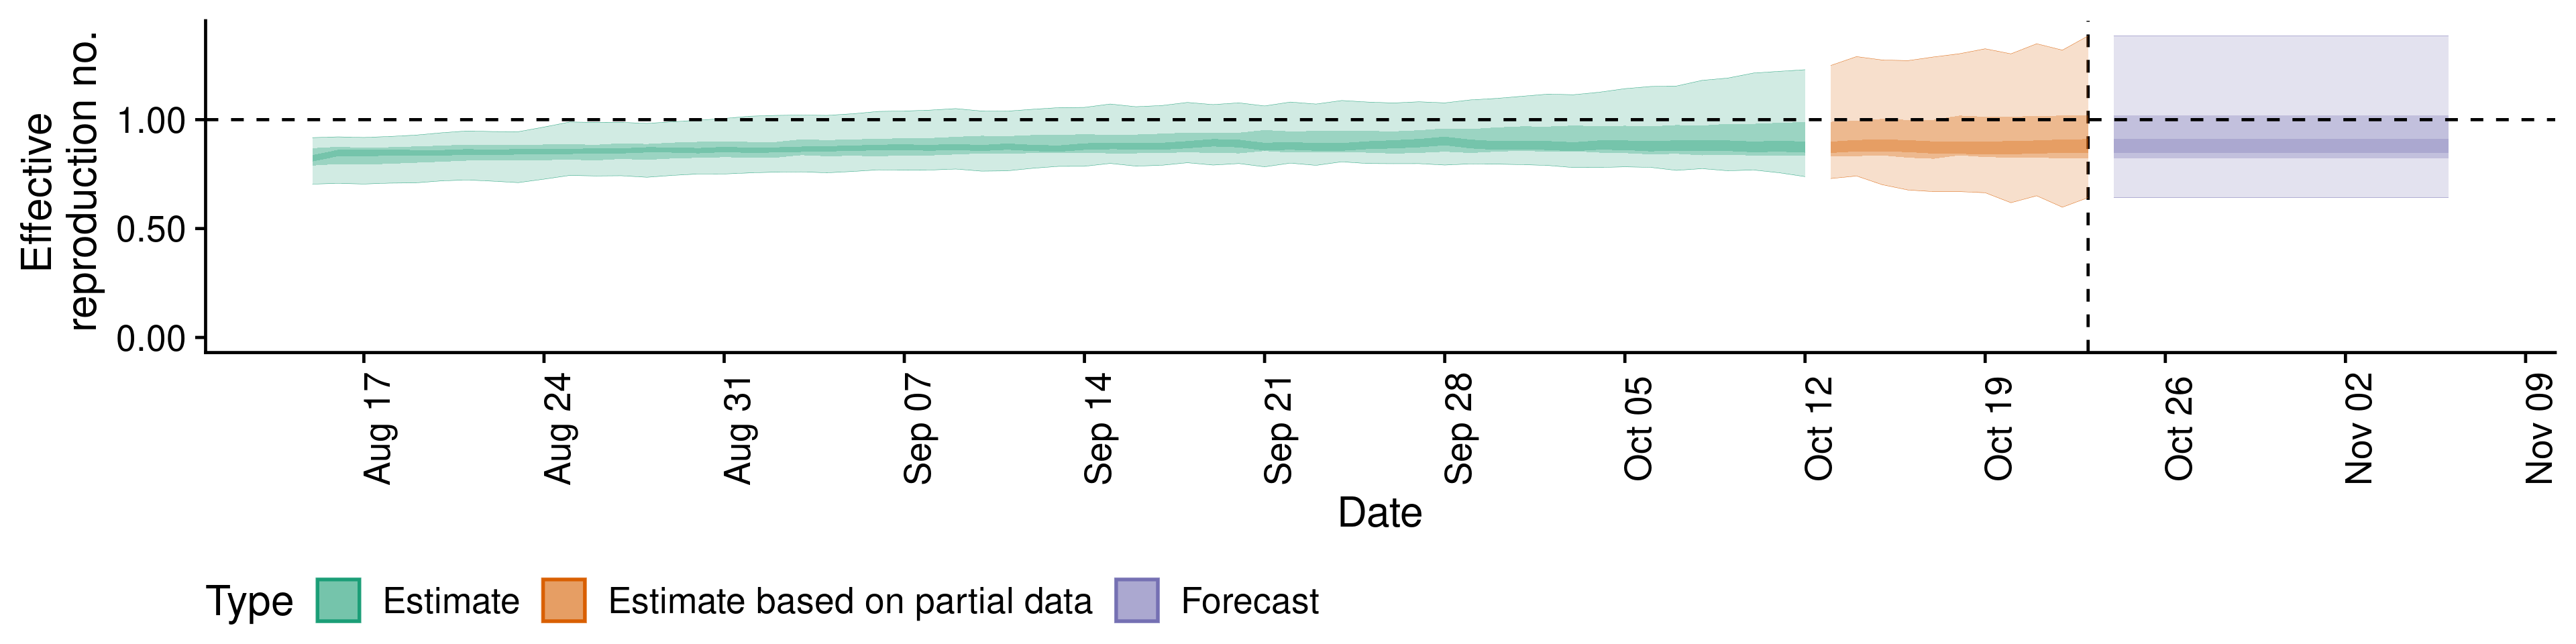 Effective
reproduction no.
1.00
0.50
0.00
Aug 17
Aug 24
Aug 31
Sep 07
Sep 14
Sep 21
Sep 28
Oct 05
Oct 12
Oct 19
Oct 26
Nov 02
Nov 09
Date
Type Estimate Estimate based on partial data Forecast